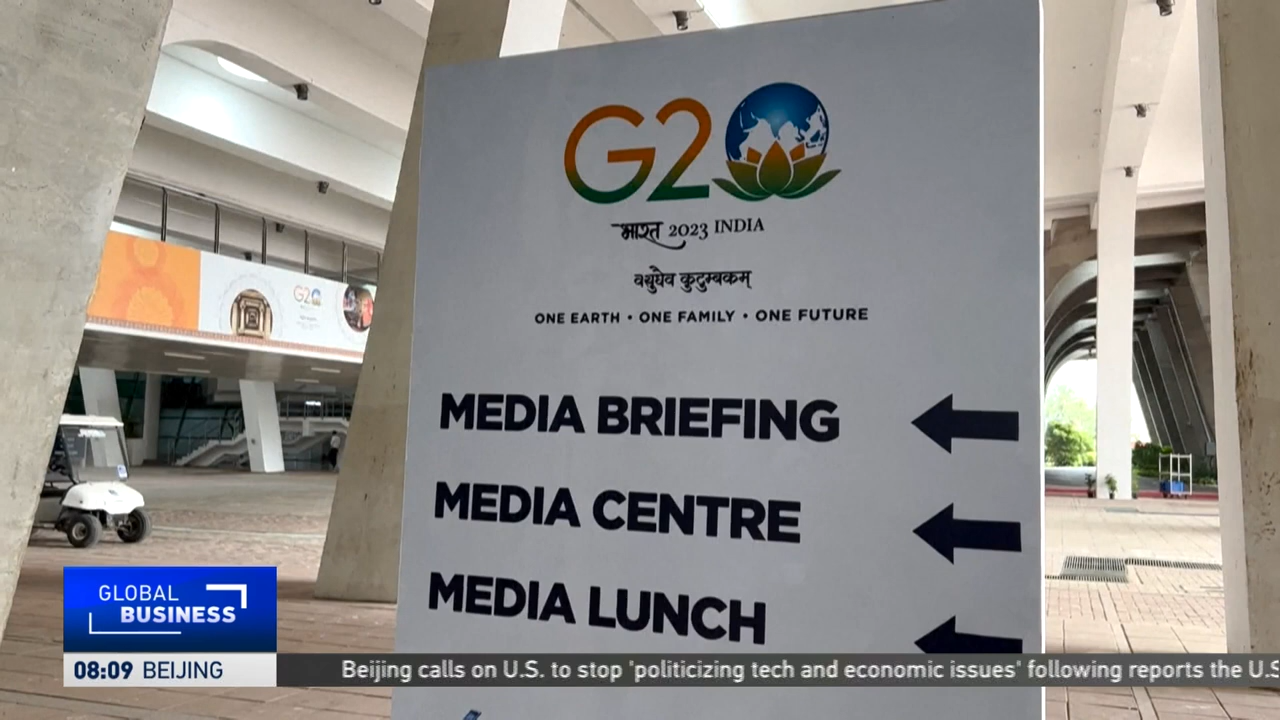 G20
भारत 2023 INDIA
वसुधैव कुटुम्बकम्
ONE EARTH • ONE FAMILY • ONE FUTURE
MEDIA BRIEFING
MEDIA CENTRE
MEDIA LUNCH
G20
GLOBAL
BUSINESS
08:09 BEIJING
Beijing calls on U.S. to stop 'politicizing tech and economic issues' following reports the U.S